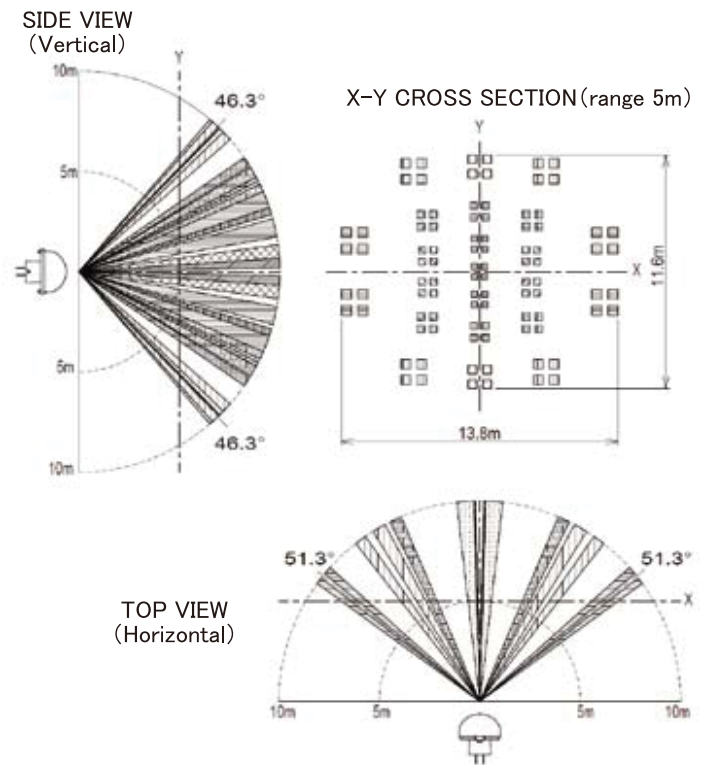 SIDE VIEW
(Vertical)
Y
10m
46.3°
5m
5m
46.3°
10m
X-Y CROSS SECTION(range 5m)
Y
X
11.6m
13.8m
51.3°
51.3°
TOP VIEW
(Horizontal)
X
10m
5m
5m
10m